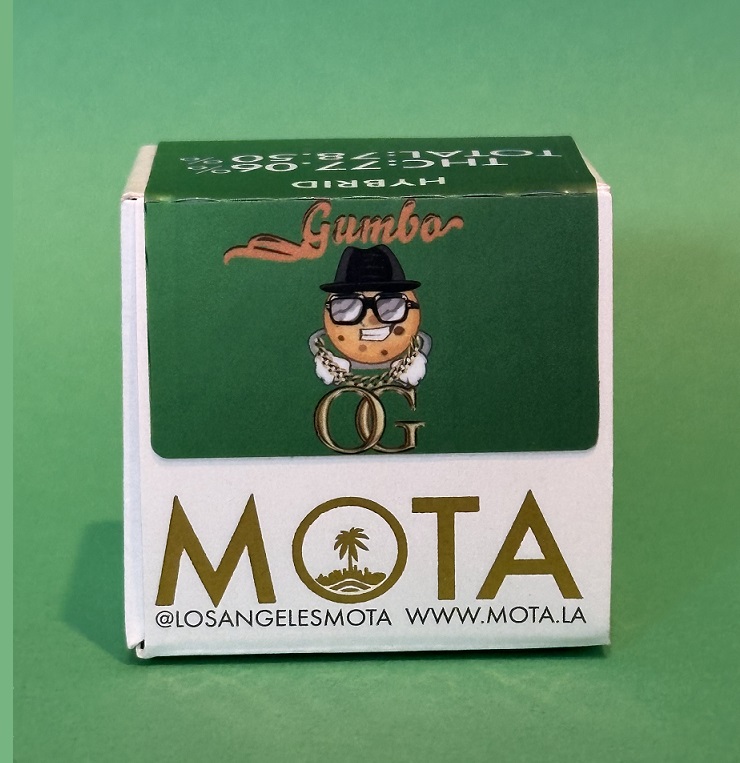 HYBRID
THC:77.06%
TOTAL:78.50%
Gumbo
OG
MOTA
@LOSANGELESMOTA WWW.MOTA.LA